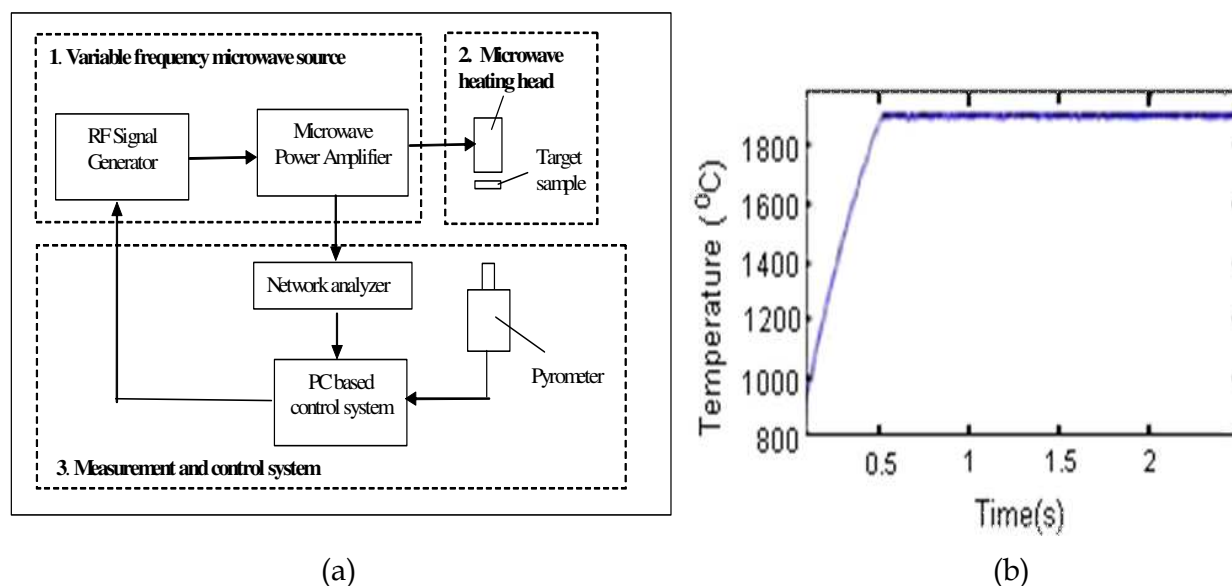 1. Variable frequency microwave source
RF Signal
Generator
Microwave
Power Amplifier
2. Microwave
heating head
Target
sample
Network analyzer
PC based
control system
Pyrometer
3. Measurement and control system
(a)
Temperature (⁰C)
1800
1600
1400
1200
1000
800
0.5 1 1.5 2
Time(s)
(b)